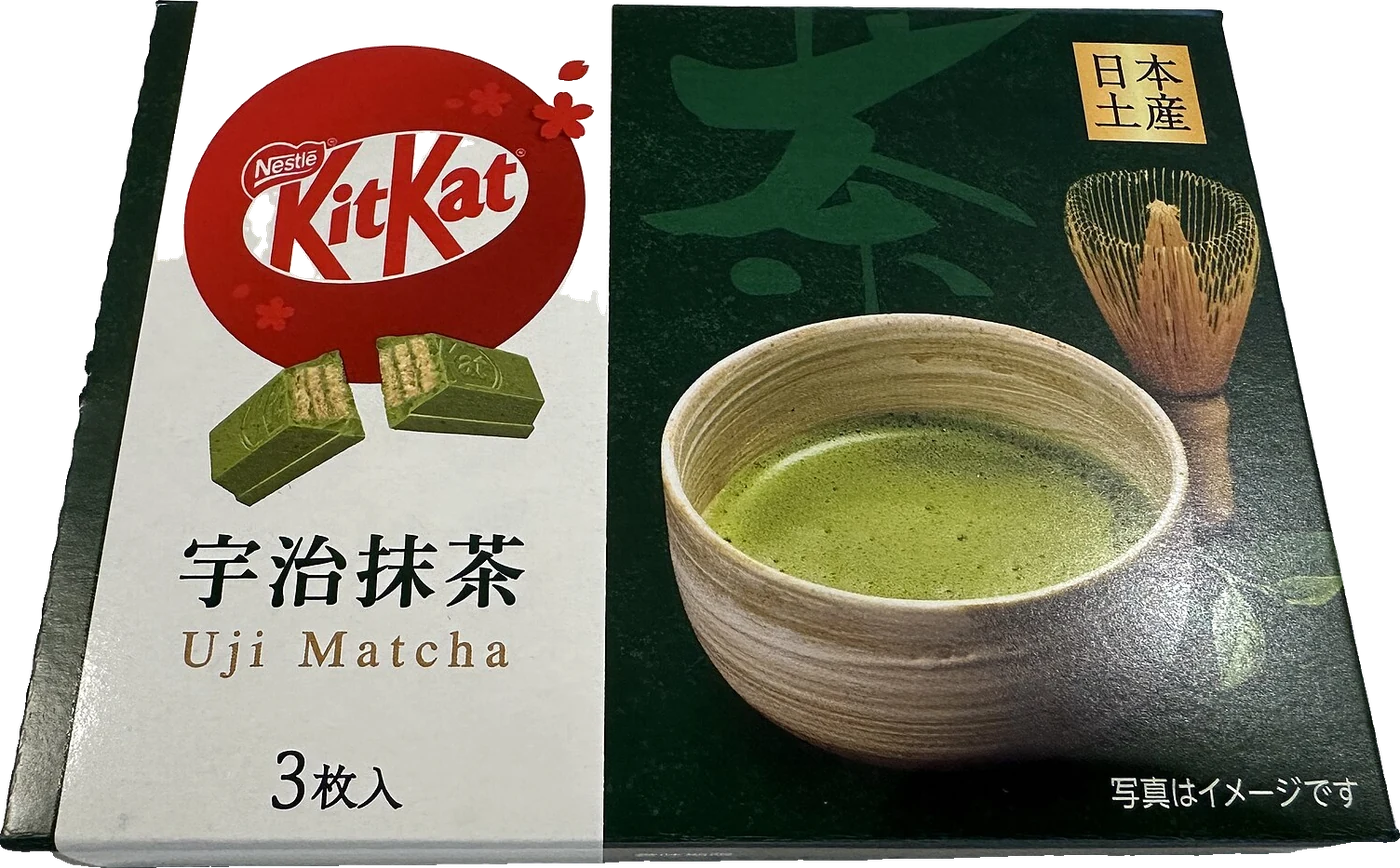 Nestlé
KitKat
宇治抹茶
Uji Matcha
3枚入
茶
日本
土産
写真はイメージです